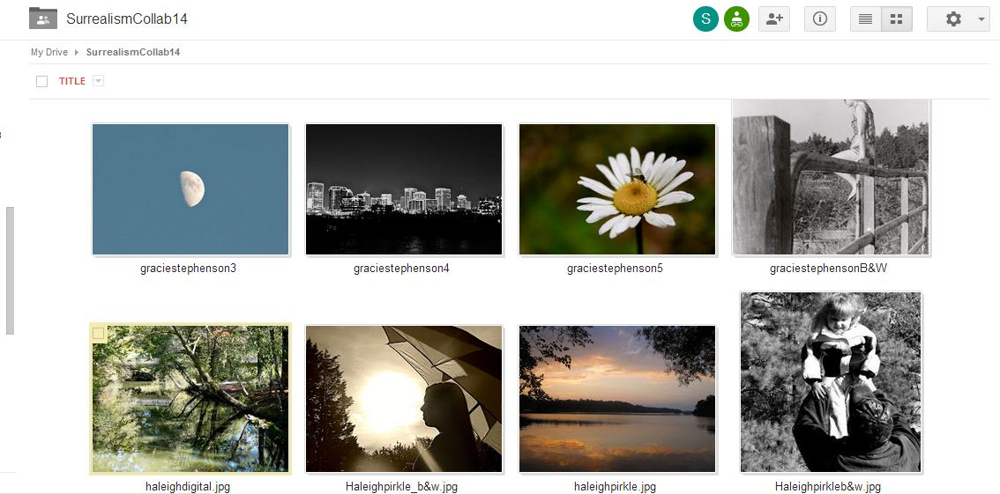 SurrealismCollab14
S
My Drive SurrealismCollab14
TITLE
graciestephenson3
graciestephenson4
graciestephenson5
graciestephensonB&W
haleighdigital.jpg
Haleighpirkle_b&w.jpg
haleighpirkle.jpg
Haleighpirkleb&w.jpg